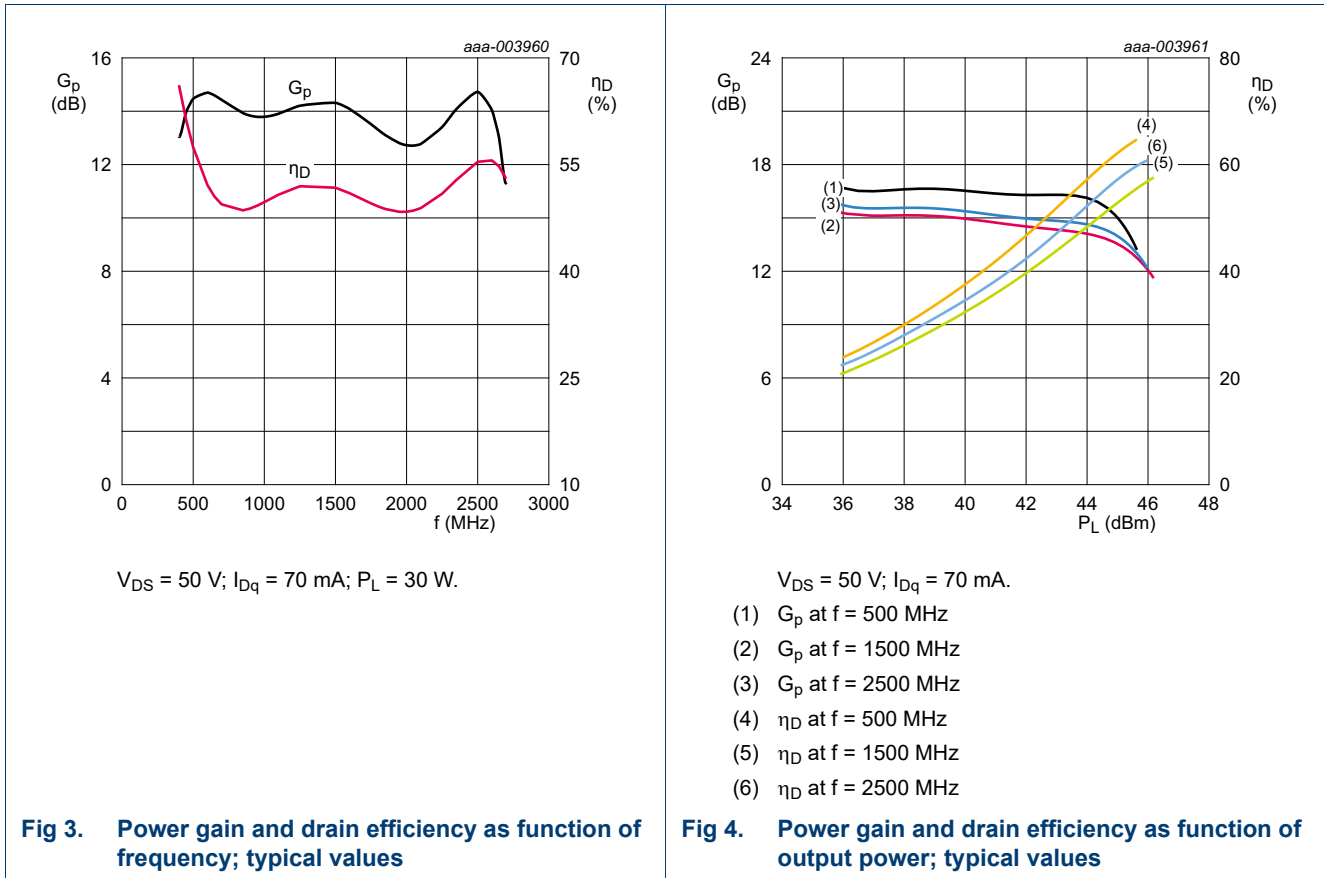 aaa-003960
16
70
Gp
(dB)
ηD
(%)
Gp
12
55
ηD
8
40
4
25
0
10
0 500 1000 1500 2000 2500 3000
f (MHz)
VDS = 50 V; IDq = 70 mA; PL = 30 W.
Fig 3. Power gain and drain efficiency as function of
frequency; typical values
aaa-003961
24
80
Gp
(dB)
ηD
(%)
(4)
(6)
(5)
18
60
(1)
(3)
(2)
12
40
6
20
0
0
34 36 38 40 42 44 46 48
PL (dBm)
VDS = 50 V; IDq = 70 mA.
(1) Gp at f = 500 MHz
(2) Gp at f = 1500 MHz
(3) Gp at f = 2500 MHz
(4) ηD at f = 500 MHz
(5) ηD at f = 1500 MHz
(6) ηD at f = 2500 MHz
Fig 4. Power gain and drain efficiency as function of
output power; typical values